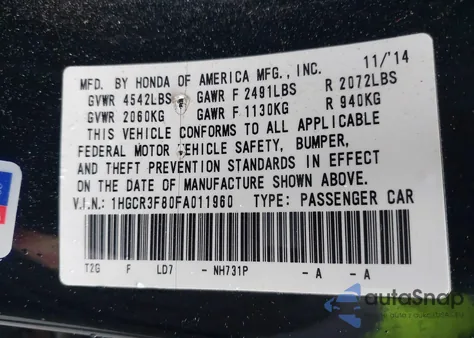 MFD. BY HONDA OF AMERICA MFG., INC. 11/'14
GVWR 4542LBS GAWR F 2491LBS R 2072LBS
GVWR 2060KG GAWR F 1130KG R 940KG
THIS VEHICLE CONFORMS TO ALL APPLICABLE
FEDERAL MOTOR VEHICLE SAFETY, BUMPER,
AND THEFT PREVENTION STANDARDS IN EFFECT
ON THE DATE OF MANUFACTURE SHOWN ABOVE.
V.I.N.: 1HGCR3F80FA011960 TYPE: PASSENGER CAR
T2G F LD7 - NH731P - A - A
autoSnap